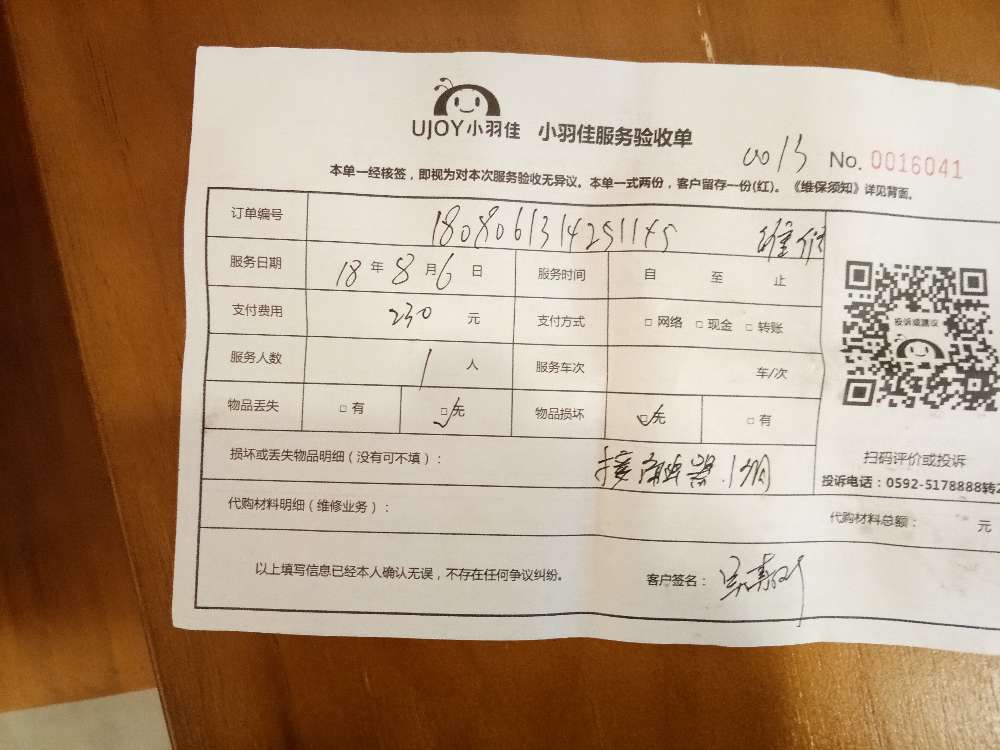 UJOY小羽佳 小羽佳服务验收单
0013 No. 0016041
本单一经核签，即视为对本次服务验收无异议。本单一式两份，客户留存一份(红)。《维保须知》详见背面。
订单编号 1808061314251145
服务日期 18 年 8 月 6 日 服务时间 自 至 止
支付费用 230 元 支付方式 □ 网络 □ 现金 □ 转账
投诉或建议
服务人数 1 人 服务车次 车/次
物品丢失 □ 有 □ 无 物品损坏 □ 无 □ 有
损坏或丢失物品明细（没有可不填）：
扫码评价或投诉
投诉电话：0592-5178888转2
代购材料明细（维修业务）： 代购材料总额： 元
以上填写信息已经本人确认无误，不存在任何争议纠纷。 客户签名：